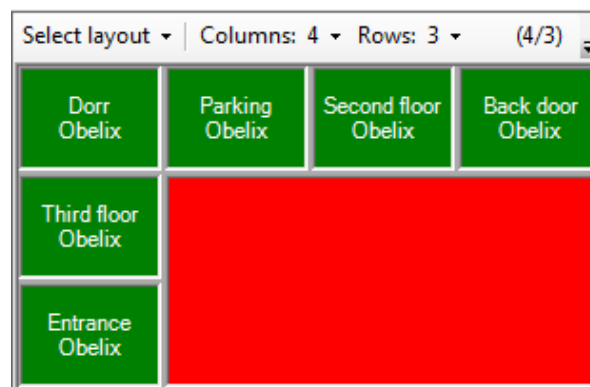 Select layout Columns: 4 Rows: 3 (4/3)
Dorr
Obelix
Parking
Obelix
Second floor
Obelix
Back door
Obelix
Third floor
Obelix
Entrance
Obelix